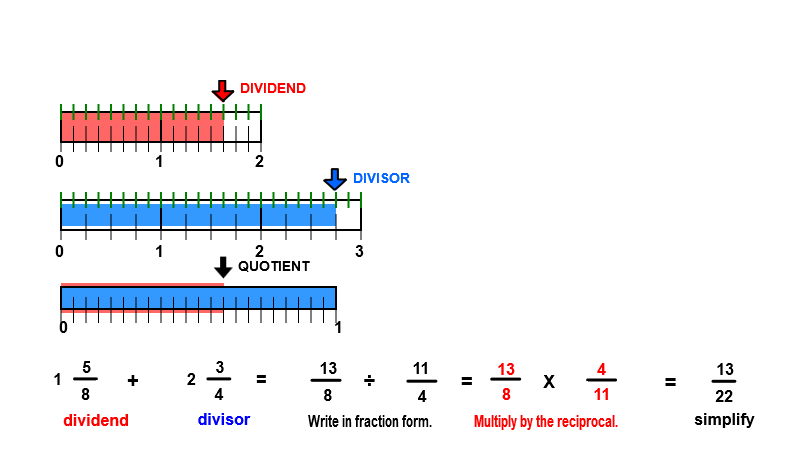 DIVIDEND
0 1 2
DIVISOR
0 1 2 3
QUOTIENT
0 1
1 5/8 + 2 3/4 = 13/8 ÷ 11/4 = 13/8 X 4/11 = 13/22
dividend divisor Write in fraction form. Multiply by the reciprocal. simplify